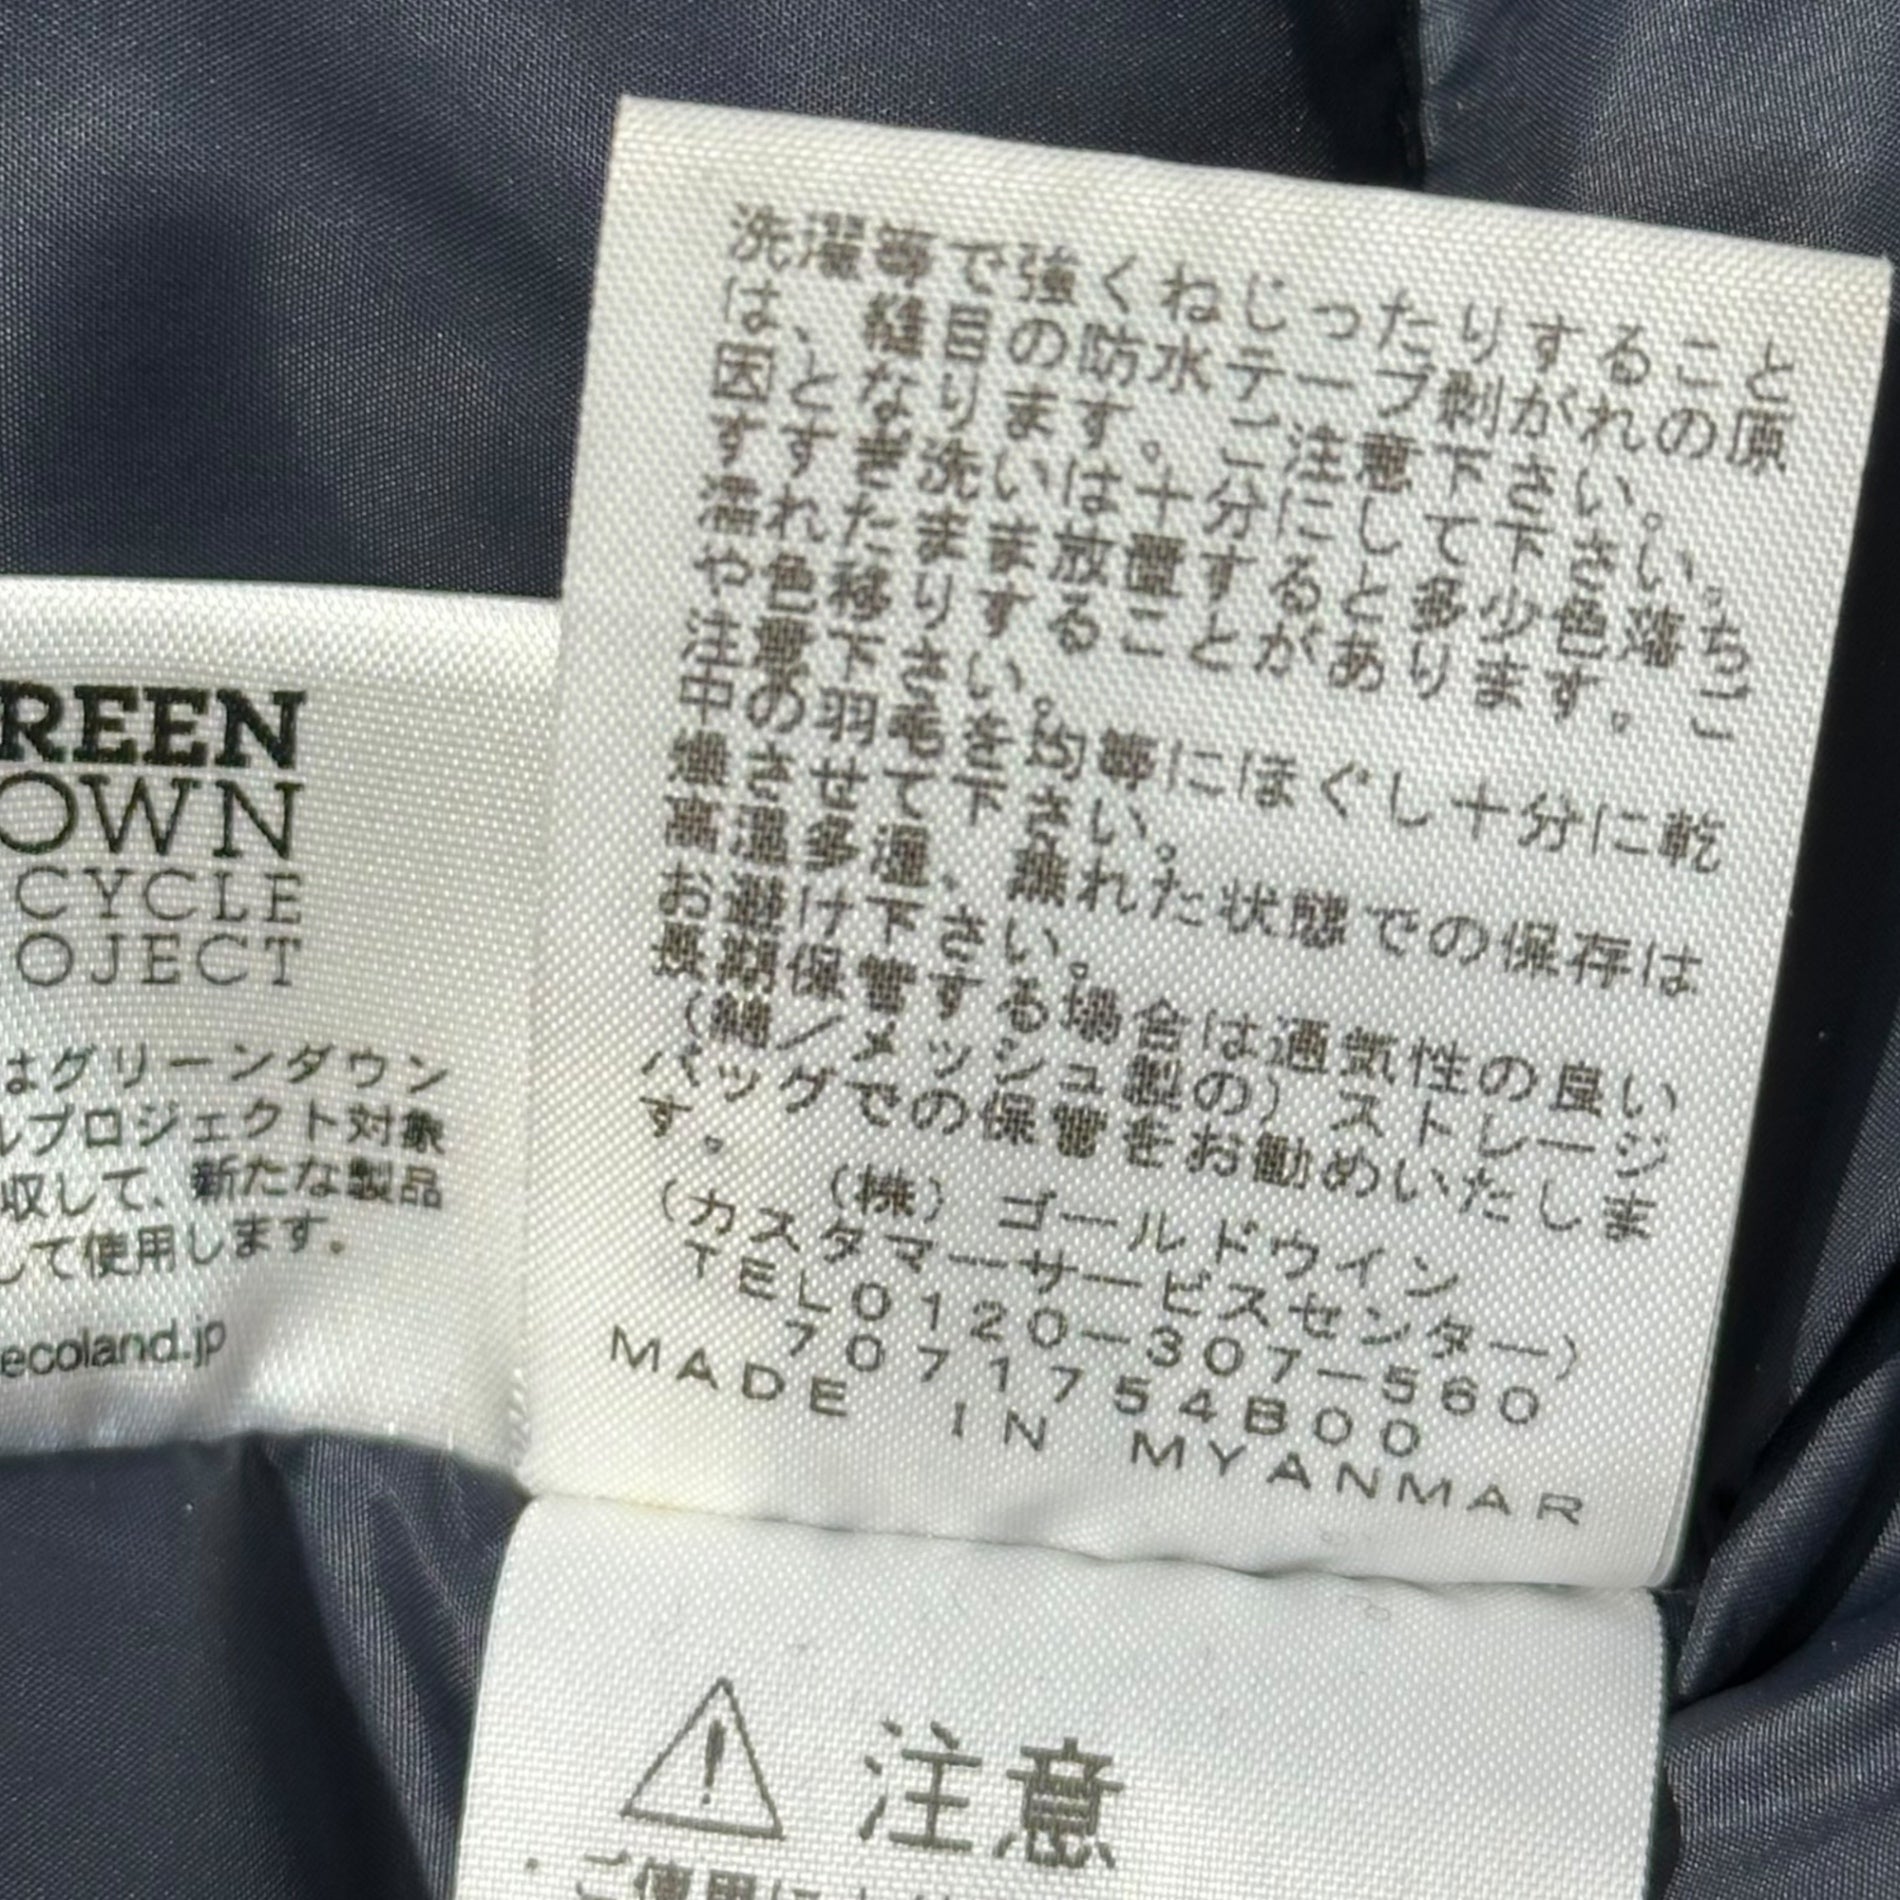 REEN
OWN
CYCLE
OJECT
はグリーンダウン
ルプロジェクト対象
収して、新たな製品
して使用します。
ecoland.jp
洗濯等で強くねじったりすること
は、縫目の防水テープ剥がれの原
因となります。ご注意下さい。
すすぎ洗いは十分にして下さい。
濡れたまま放置すると多少色落ち
や色移りすることがあります。ご
注意下さい。
中の羽毛を均等にほぐし十分に乾
燥させて下さい。
高温多湿、蒸れた状態での保存は
お避け下さい。
長期保管する場合は通気性の良い
(綿/メッシュ製の)ストレージ
バッグでの保管をお勧めいたしま
す。
(株)ゴールドウイン
(カスタマーサービスセンター)
TEL0120-307-560
7071754B00
MADE IN MYANMAR
注意
・ご使用に